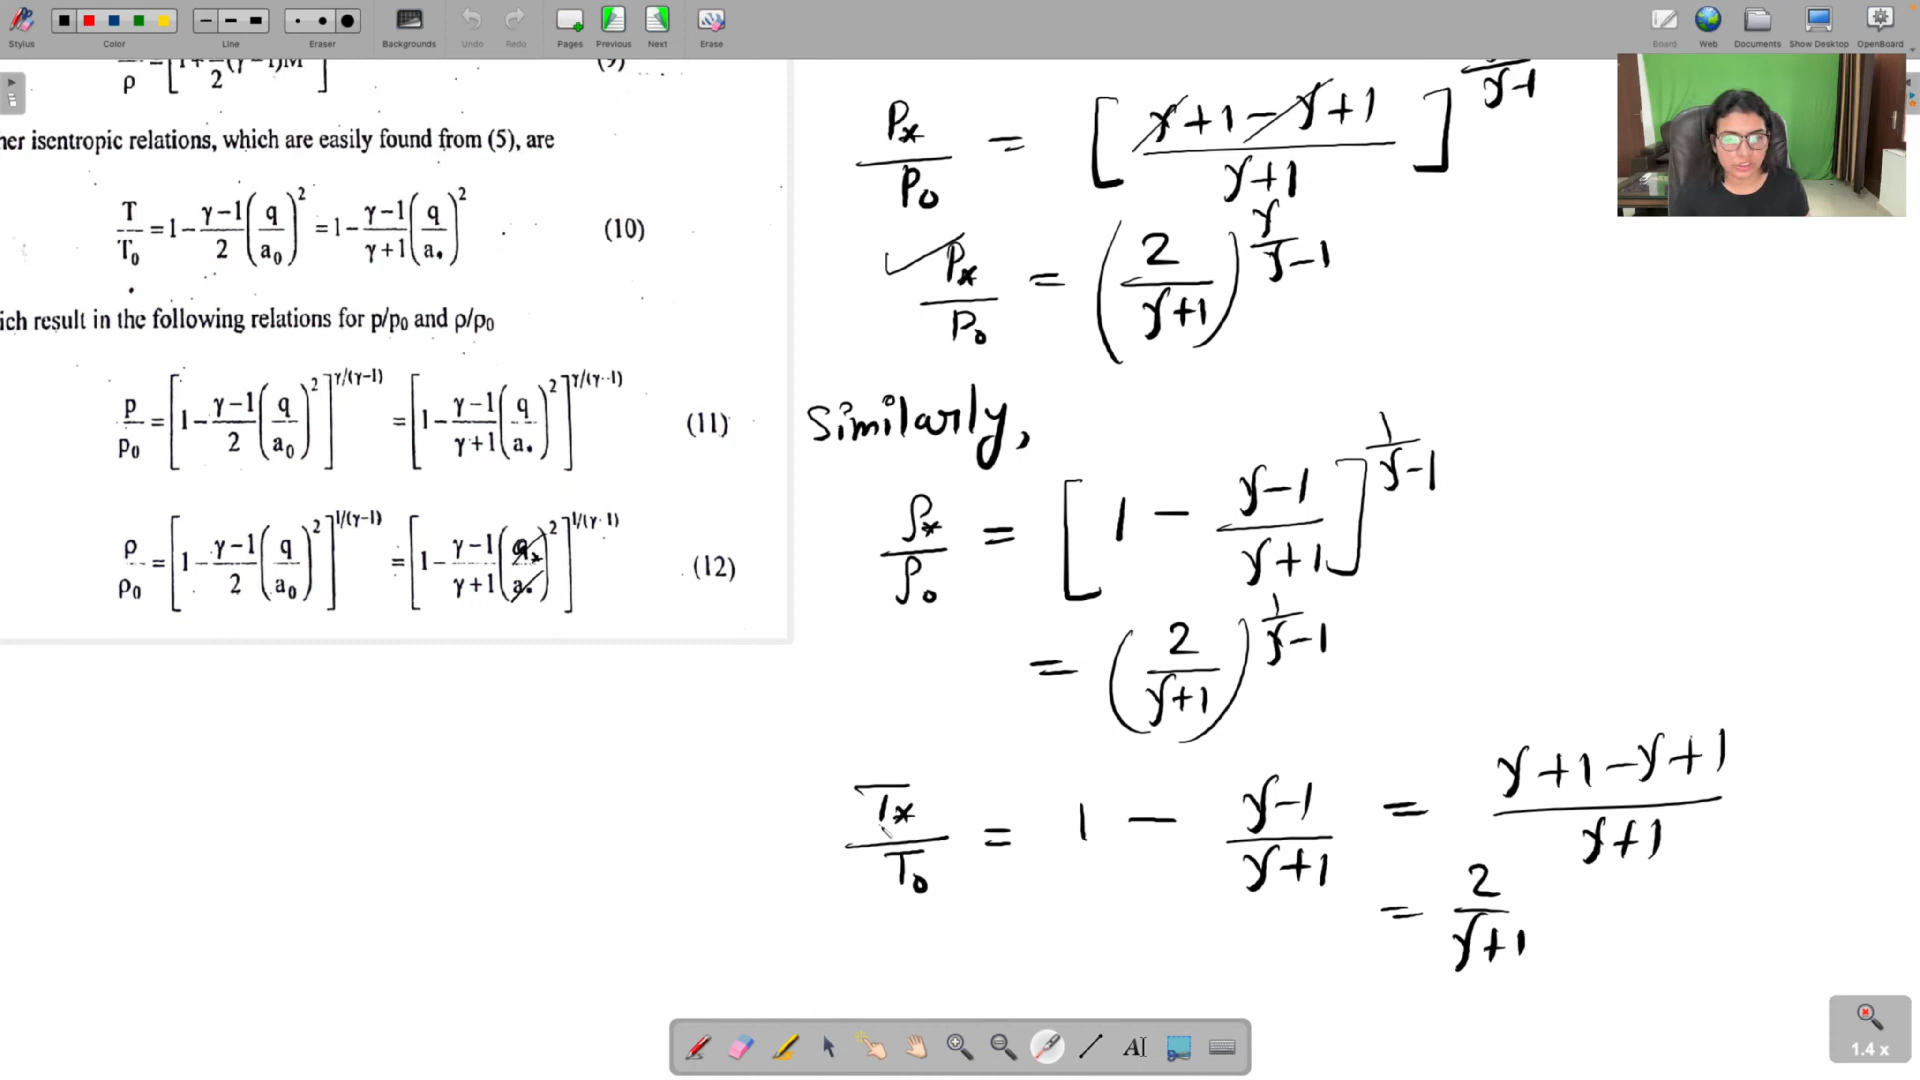 Stylus Color Line Eraser Backgrounds Undo Redo Pages Previous Next Erase Board Web Documents Show Desktop OpenBoard
ρ = [1+ 2 (γ−1)M ] (9)
her isentropic relations, which are easily found from (5), are
T/T₀ = 1 − (γ−1)/2 (q/a₀)² = 1 − (γ−1)/(γ+1) (q/a*)² (10)
ich result in the following relations for p/p₀ and ρ/ρ₀
p/p₀ = [1 − (γ−1)/2 (q/a₀)²]^γ/(γ−1) = [1 − (γ−1)/(γ+1) (q/a*)²]^γ/(γ−1) (11)
ρ/ρ₀ = [1 − (γ−1)/2 (q/a₀)²]^1/(γ−1) = [1 − (γ−1)/(γ+1) (q*/a*)²]^1/(γ−1) (12)
P*/P₀ = [(γ+1−γ+1)/(γ+1)]^γ/(γ−1)
P*/P₀ = (2/(γ+1))^γ/(γ−1)
Similarly,
ρ*/ρ₀ = [1 − (γ−1)/(γ+1)]^1/(γ−1)
= (2/(γ+1))^1/(γ−1)
T*/T₀ = 1 − (γ−1)/(γ+1) = (γ+1−γ+1)/(γ+1)
= 2/(γ+1)
1.4 x